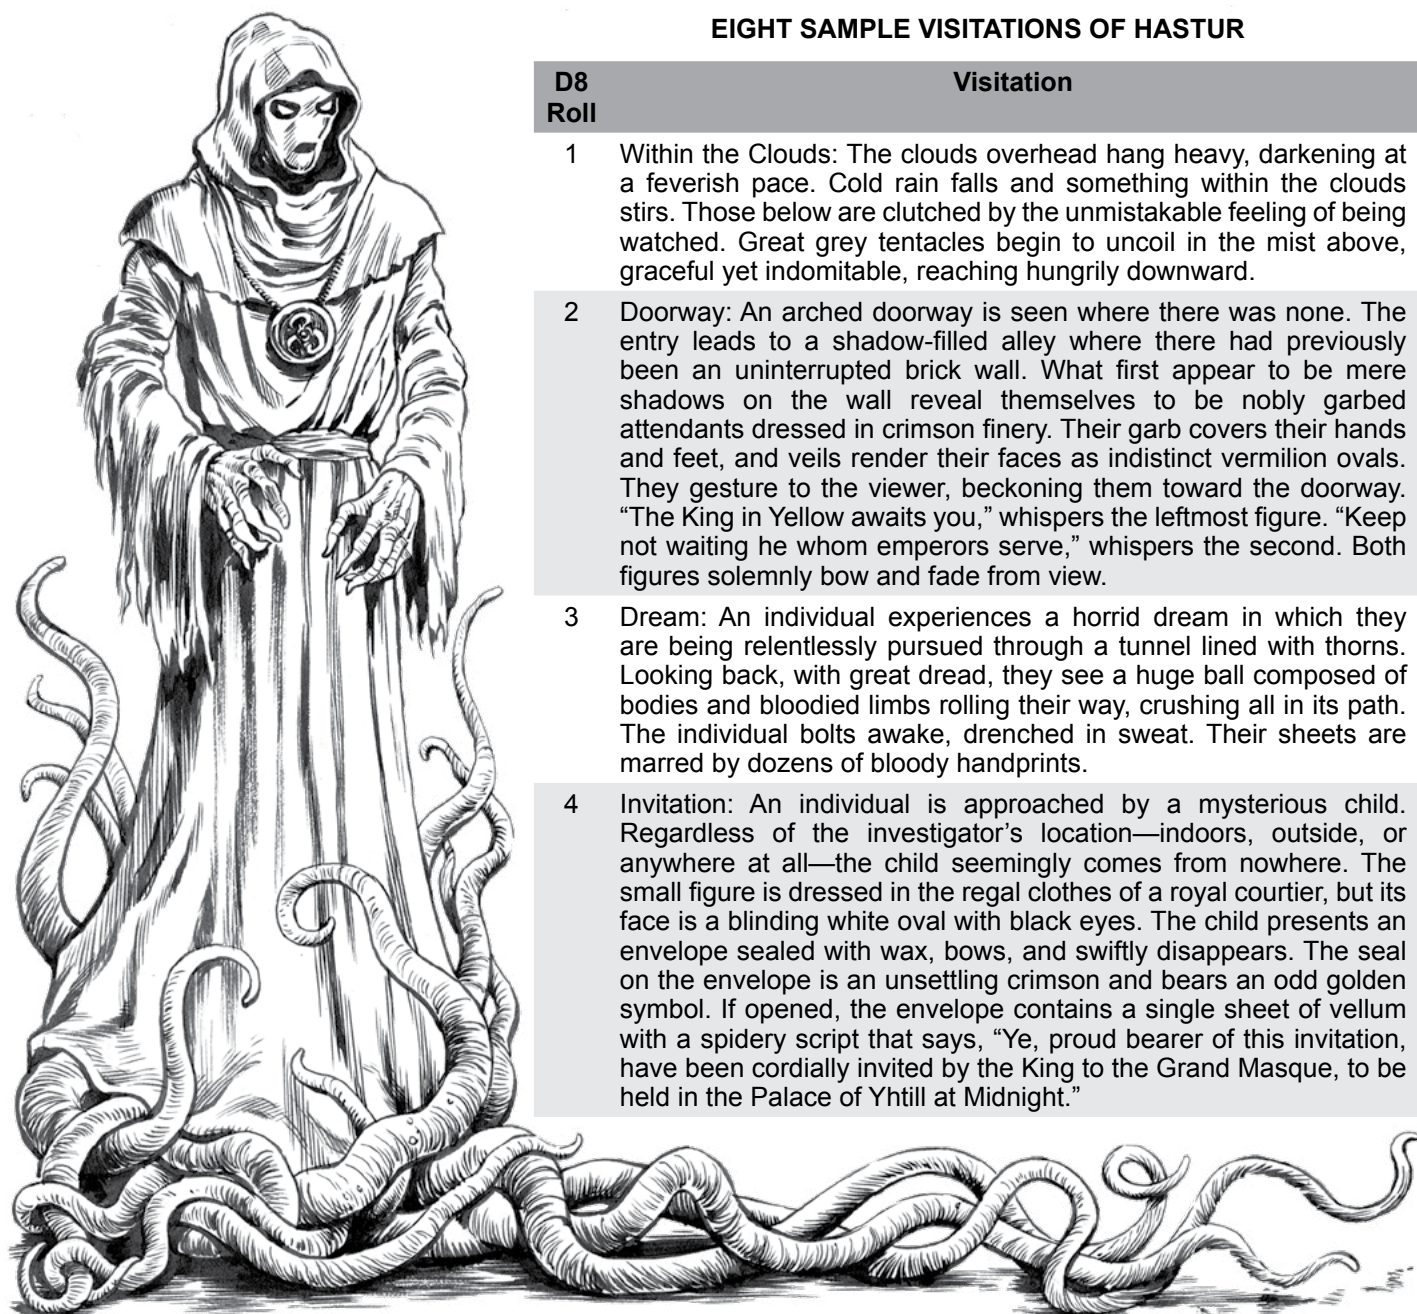 EIGHT SAMPLE VISITATIONS OF HASTUR
D8 Roll
Visitation
1 Within the Clouds: The clouds overhead hang heavy, darkening at
a feverish pace. Cold rain falls and something within the clouds
stirs. Those below are clutched by the unmistakable feeling of being
watched. Great grey tentacles begin to uncoil in the mist above,
graceful yet indomitable, reaching hungrily downward.
2 Doorway: An arched doorway is seen where there was none. The
entry leads to a shadow-filled alley where there had previously
been an uninterrupted brick wall. What first appear to be mere
shadows on the wall reveal themselves to be nobly garbed
attendants dressed in crimson finery. Their garb covers their hands
and feet, and veils render their faces as indistinct vermilion ovals.
They gesture to the viewer, beckoning them toward the doorway.
“The King in Yellow awaits you,” whispers the leftmost figure. “Keep
not waiting he whom emperors serve,” whispers the second. Both
figures solemnly bow and fade from view.
3 Dream: An individual experiences a horrid dream in which they
are being relentlessly pursued through a tunnel lined with thorns.
Looking back, with great dread, they see a huge ball composed of
bodies and bloodied limbs rolling their way, crushing all in its path.
The individual bolts awake, drenched in sweat. Their sheets are
marred by dozens of bloody handprints.
4 Invitation: An individual is approached by a mysterious child.
Regardless of the investigator’s location—indoors, outside, or
anywhere at all—the child seemingly comes from nowhere. The
small figure is dressed in the regal clothes of a royal courtier, but its
face is a blinding white oval with black eyes. The child presents an
envelope sealed with wax, bows, and swiftly disappears. The seal
on the envelope is an unsettling crimson and bears an odd golden
symbol. If opened, the envelope contains a single sheet of vellum
with a spidery script that says, “Ye, proud bearer of this invitation,
have been cordially invited by the King to the Grand Masque, to be
held in the Palace of Yhtill at Midnight.”